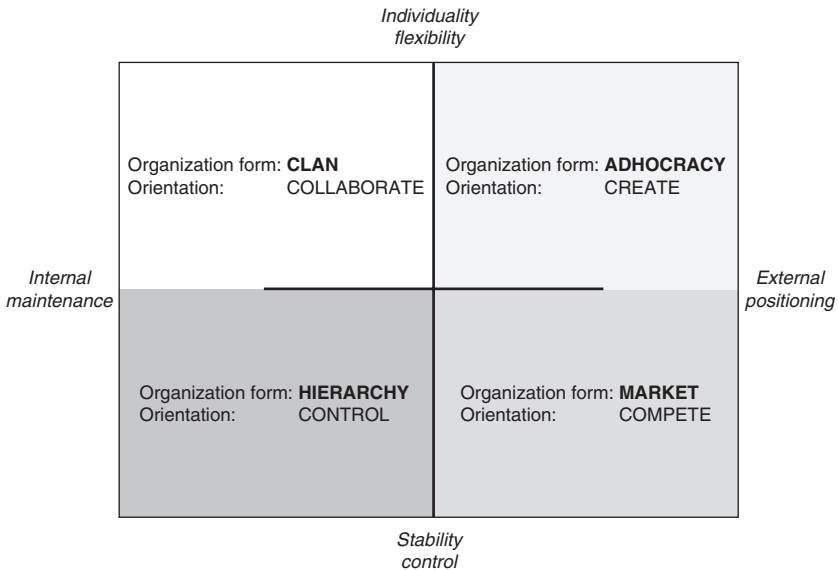 Individuality
flexibility
Organization form: CLAN
Orientation: COLLABORATE
Organization form: ADHOCRACY
Orientation: CREATE
Internal
maintenance
External
positioning
Organization form: HIERARCHY
Orientation: CONTROL
Organization form: MARKET
Orientation: COMPETE
Stability
control